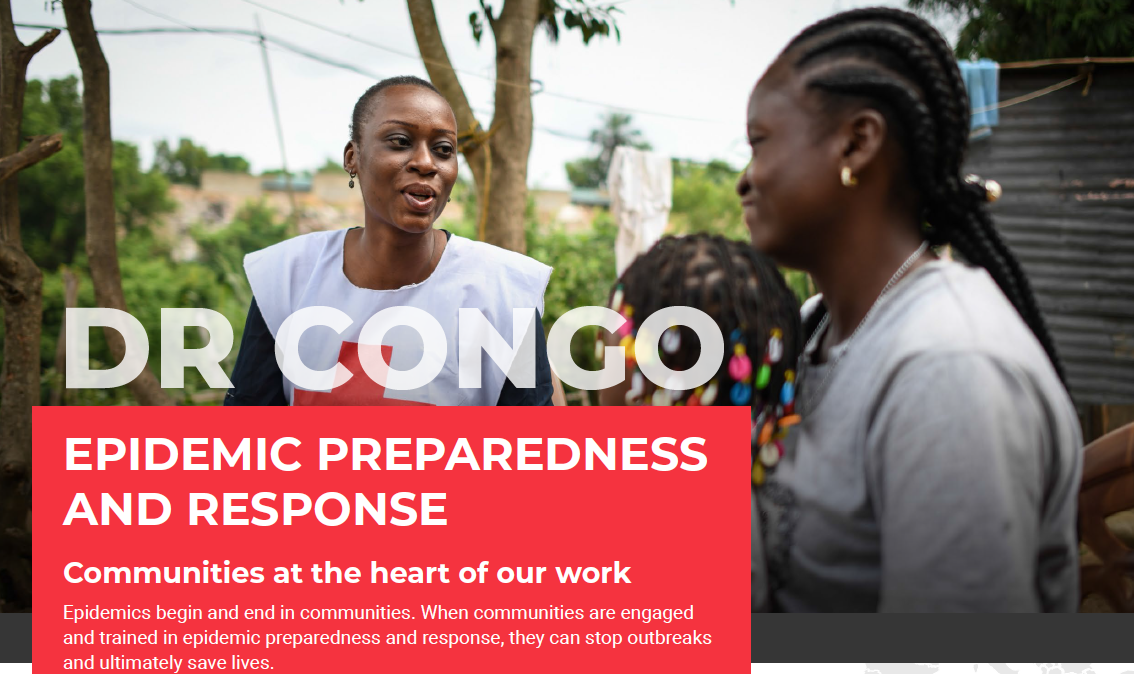 DR CONGO
EPIDEMIC PREPAREDNESS
AND RESPONSE
Communities at the heart of our work
Epidemics begin and end in communities. When communities are engaged
and trained in epidemic preparedness and response, they can stop outbreaks
and ultimately save lives.